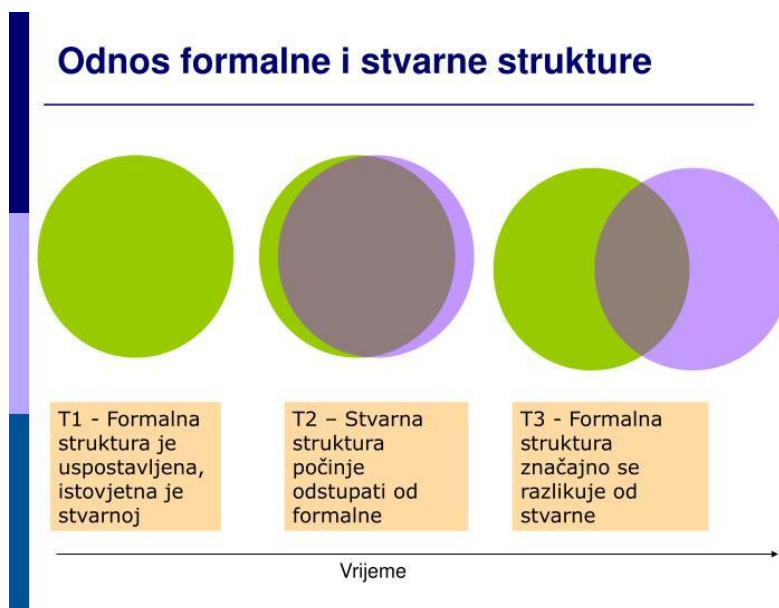 Odnos formalne i stvarne strukture
T1 - Formalna
struktura je
uspostavljena,
istovjetna je
stvarnoj
T2 – Stvarna
struktura
počinje
odstupati od
formalne
T3 - Formalna
struktura
značajno se
razlikuje od
stvarne
Vrijeme